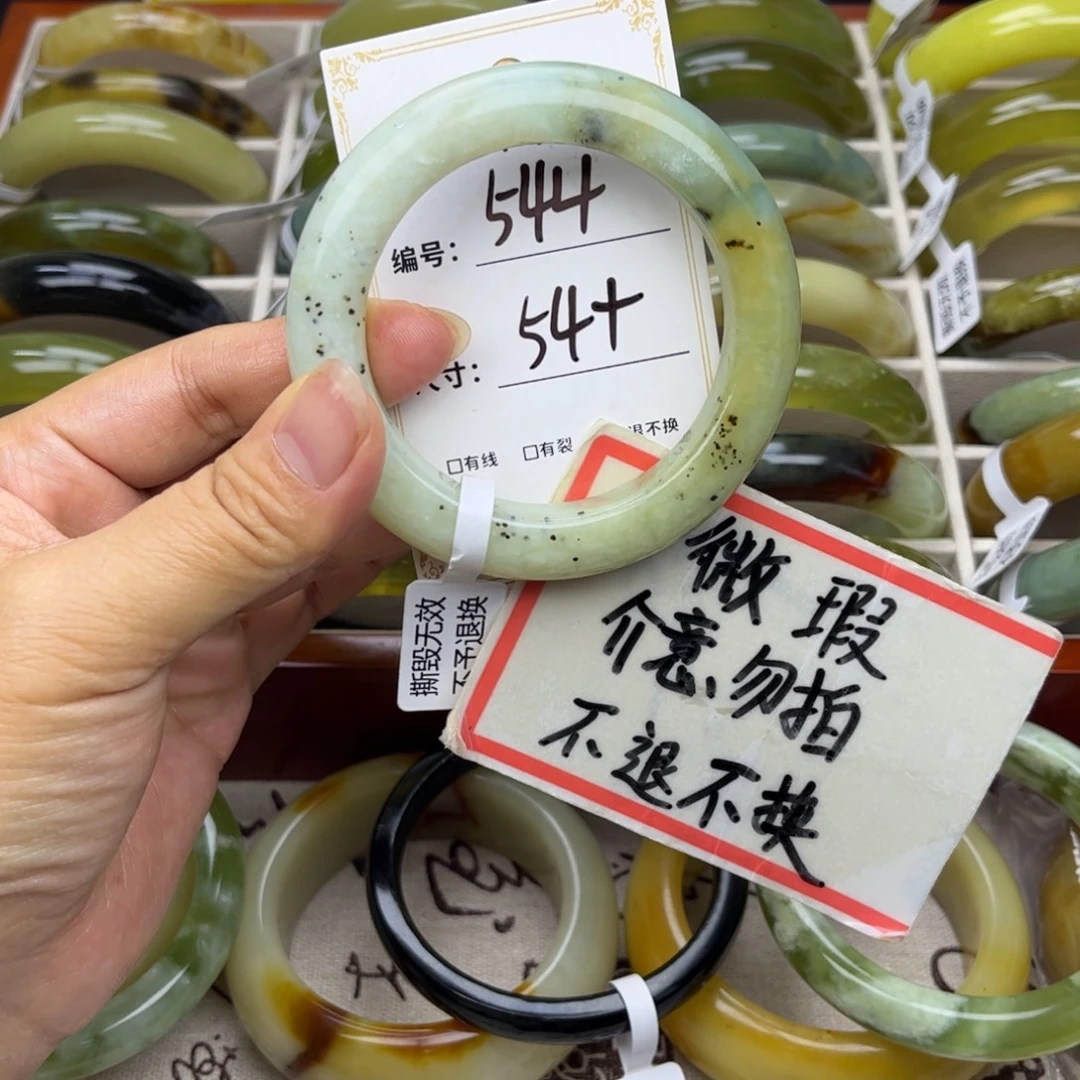 编号: 544
寸: 54+
□有线 □有裂 退不换
撕毁无效
不予退换
微瑕
介意勿拍
不退不换